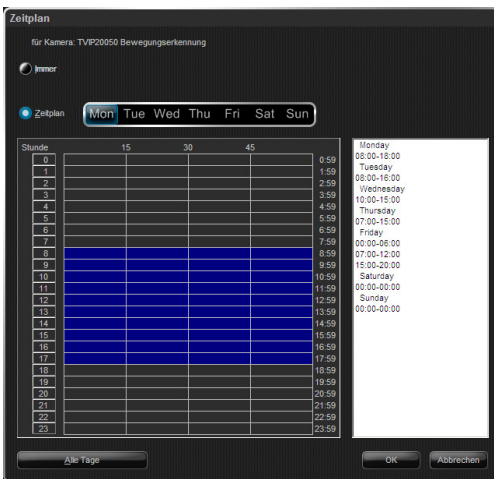 Zeitplan
für Kamera: TVIP20050 Bewegungserkennung
Immer
Zeitplan Mon Tue Wed Thu Fri Sat Sun
Stunde 15 30 45
0 0:59
1 1:59
2 2:59
3 3:59
4 4:59
5 5:59
6 6:59
7 7:59
8 8:59
9 9:59
10 10:59
11 11:59
12 12:59
13 13:59
14 14:59
15 15:59
16 16:59
17 17:59
18 18:59
19 19:59
20 20:59
21 21:59
22 22:59
23 23:59
Monday
08:00-18:00
Tuesday
08:00-16:00
Wednesday
10:00-15:00
Thursday
07:00-15:00
Friday
00:00-06:00
07:00-12:00
15:00-20:00
Saturday
00:00-00:00
Sunday
00:00-00:00
Alle Tage OK Abbrechen